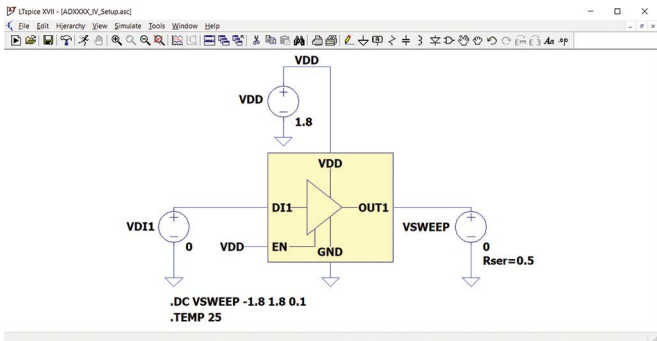 LTspice XVII - [ADXXXX_IV_Setup.asc]
File Edit Hierarchy View Simulate Tools Window Help
Aa .op
VDD
VDD
1.8
VDD
DI1
OUT1
VDI1
0
VDD
EN
GND
VSWEEP
0
Rser=0.5
.DC VSWEEP -1.8 1.8 0.1
.TEMP 25